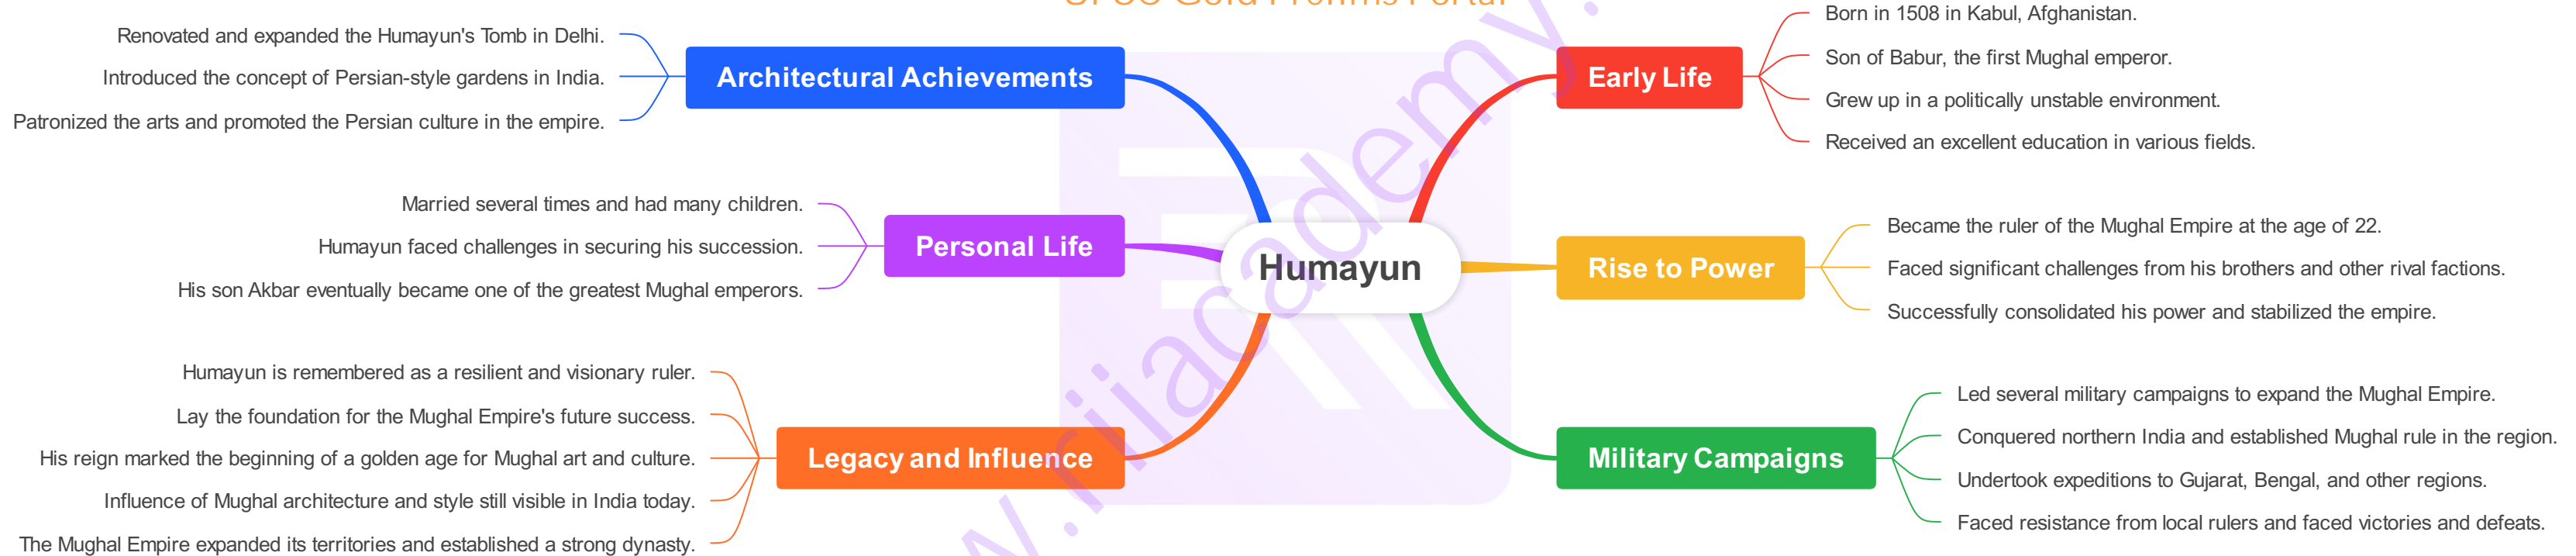 UPSC Gold Prelims Portal
Renovated and expanded the Humayun's Tomb in Delhi.
Introduced the concept of Persian-style gardens in India.
Patronized the arts and promoted the Persian culture in the empire.
Architectural Achievements
Married several times and had many children.
Humayun faced challenges in securing his succession.
His son Akbar eventually became one of the greatest Mughal emperors.
Personal Life
Humayun is remembered as a resilient and visionary ruler.
Lay the foundation for the Mughal Empire's future success.
His reign marked the beginning of a golden age for Mughal art and culture.
Influence of Mughal architecture and style still visible in India today.
The Mughal Empire expanded its territories and established a strong dynasty.
Legacy and Influence
Humayun
Early Life
Born in 1508 in Kabul, Afghanistan.
Son of Babur, the first Mughal emperor.
Grew up in a politically unstable environment.
Received an excellent education in various fields.
Rise to Power
Became the ruler of the Mughal Empire at the age of 22.
Faced significant challenges from his brothers and other rival factions.
Successfully consolidated his power and stabilized the empire.
Military Campaigns
Led several military campaigns to expand the Mughal Empire.
Conquered northern India and established Mughal rule in the region.
Undertook expeditions to Gujarat, Bengal, and other regions.
Faced resistance from local rulers and faced victories and defeats.